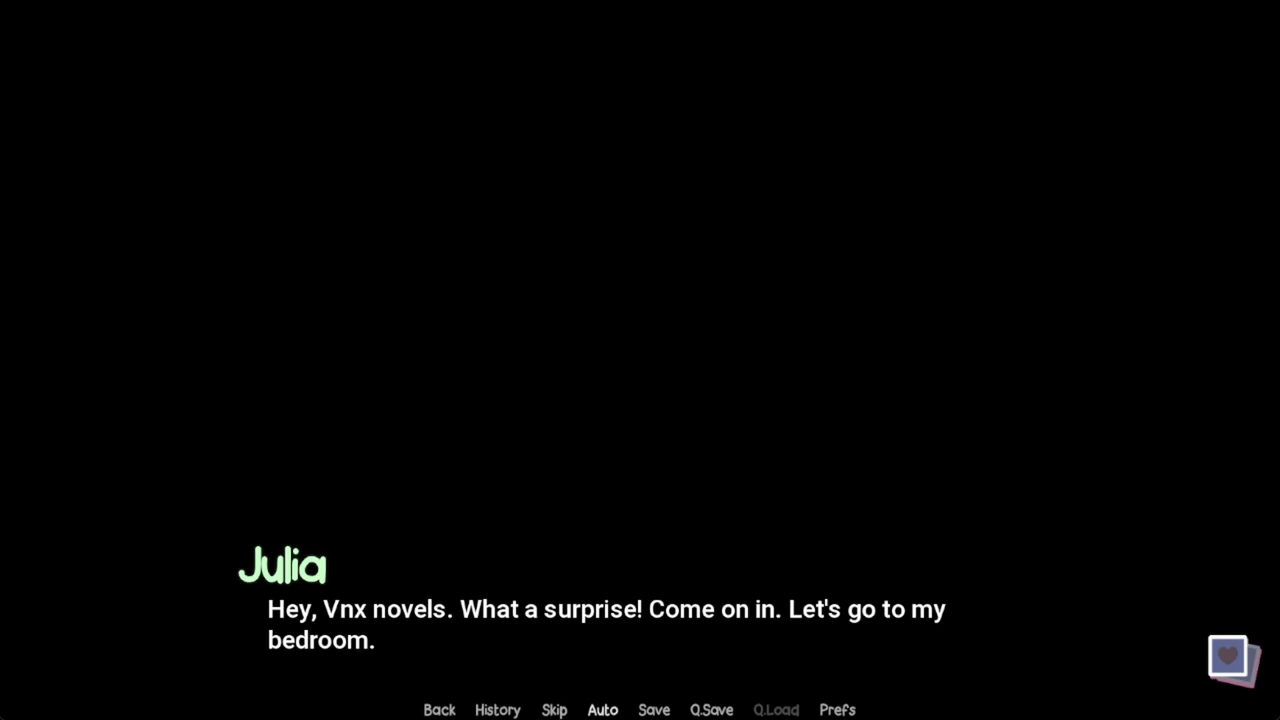 Julia
Hey, Vnx novels. What a surprise! Come on in. Let's go to my
bedroom.
Back History Skip Auto Save Q.Save Q.Load Prefs